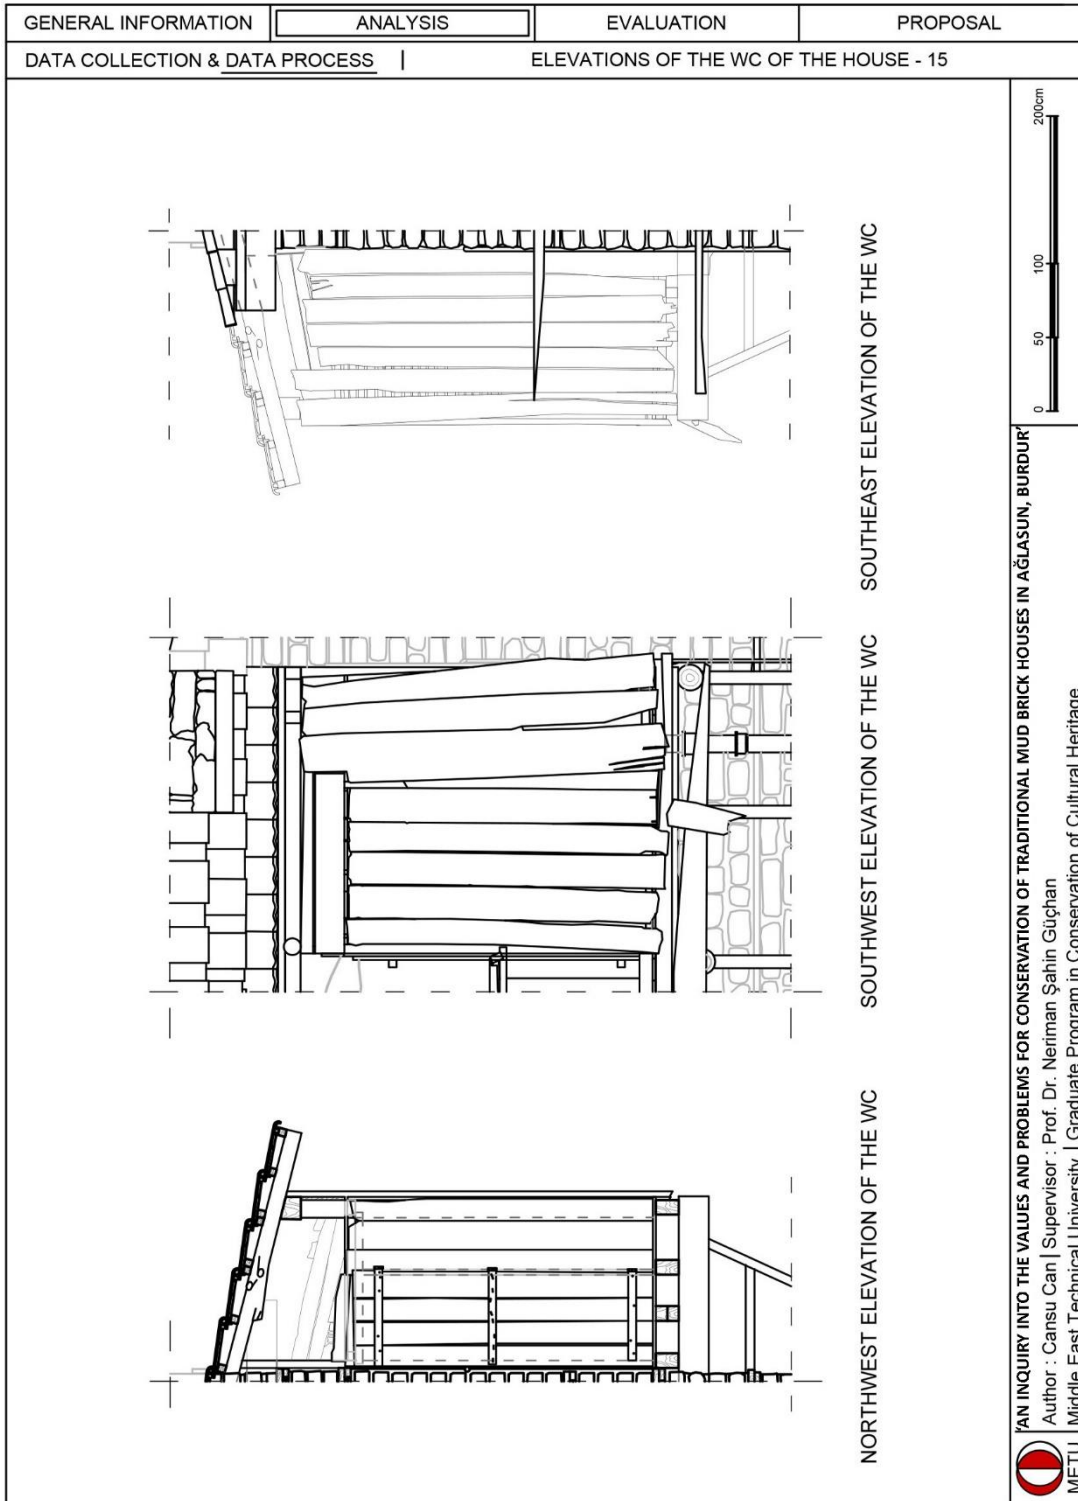 GENERAL INFORMATION
ANALYSIS
EVALUATION
PROPOSAL
DATA COLLECTION & DATA PROCESS |
ELEVATIONS OF THE WC OF THE HOUSE - 15
SOUTHEAST ELEVATION OF THE WC
SOUTHWEST ELEVATION OF THE WC
NORTHWEST ELEVATION OF THE WC
0 50 100 200cm
'AN INQUIRY INTO THE VALUES AND PROBLEMS FOR CONSERVATION OF TRADITIONAL MUD BRICK HOUSES IN AĞLASUN, BURDUR'
Author : Cansu Can | Supervisor : Prof. Dr. Neriman Şahin Güçhan
METU | Middle East Technical University | Graduate Program in Conservation of Cultural Heritage